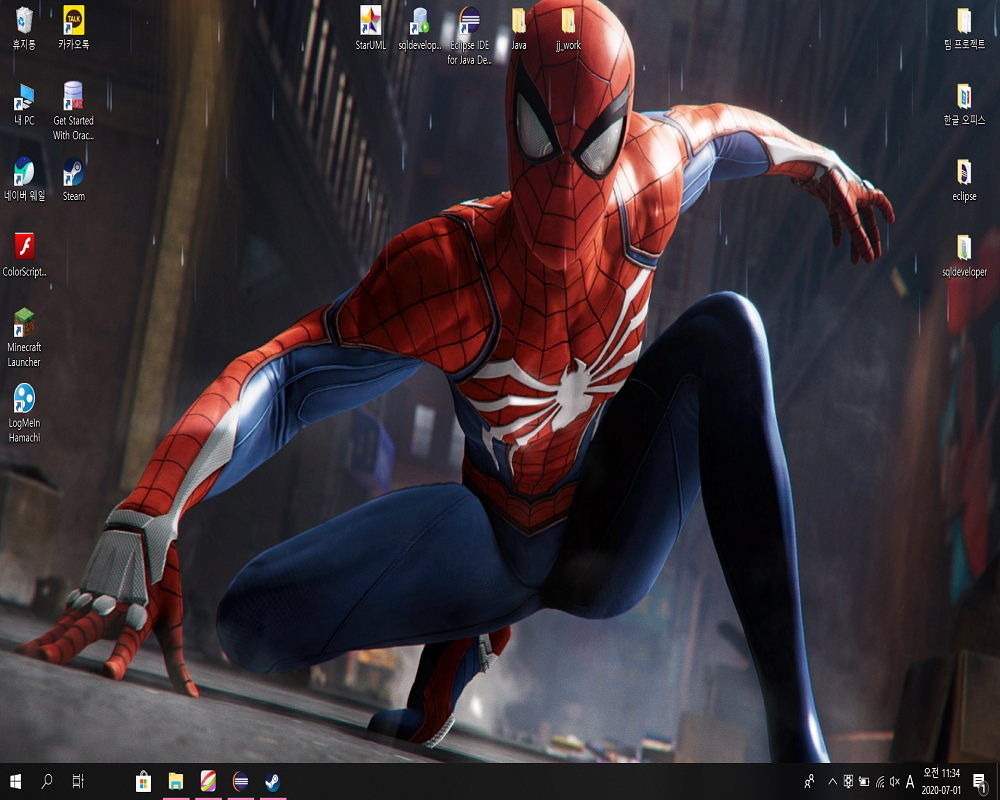 휴지통
TALK
카카오톡
StarUML
sqldevelop...
Eclipse IDE
for Java De...
Java
jj_work
팀 프로젝트
내 PC
Get Started
With Orac...
한글 오피스
네이버 웨일
Steam
eclipse
ColorScript...
sqldeveloper
Minecraft
Launcher
LogMeIn
Hamachi
A
오전 11:34
2020-07-01
1